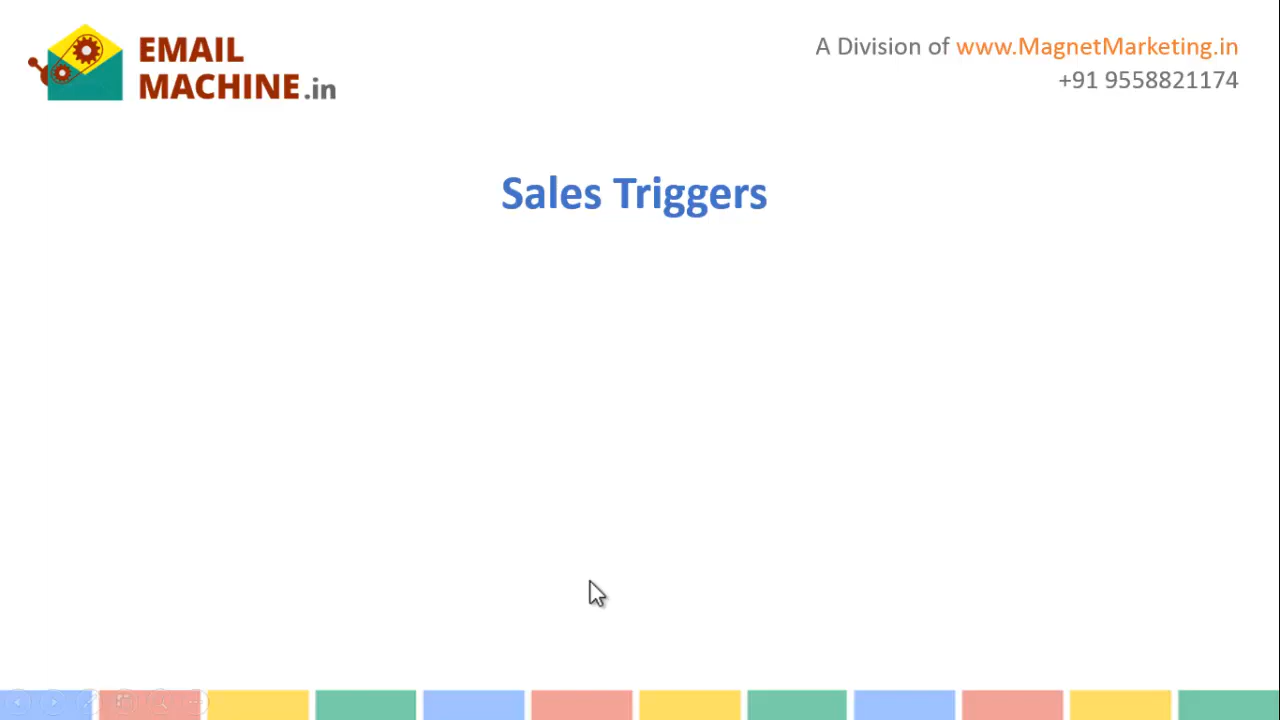 EMAIL
MACHINE.in
A Division of www.MagnetMarketing.in
+91 9558821174
Sales Triggers